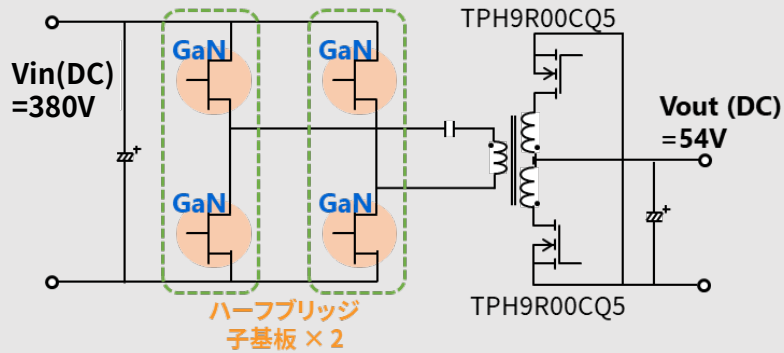 TPH9R00CQ5
GaN
GaN
Vin(DC)
=380V
Vout (DC)
=54V
GaN
GaN
TPH9R00CQ5
ハーフブリッジ
子基板 × 2